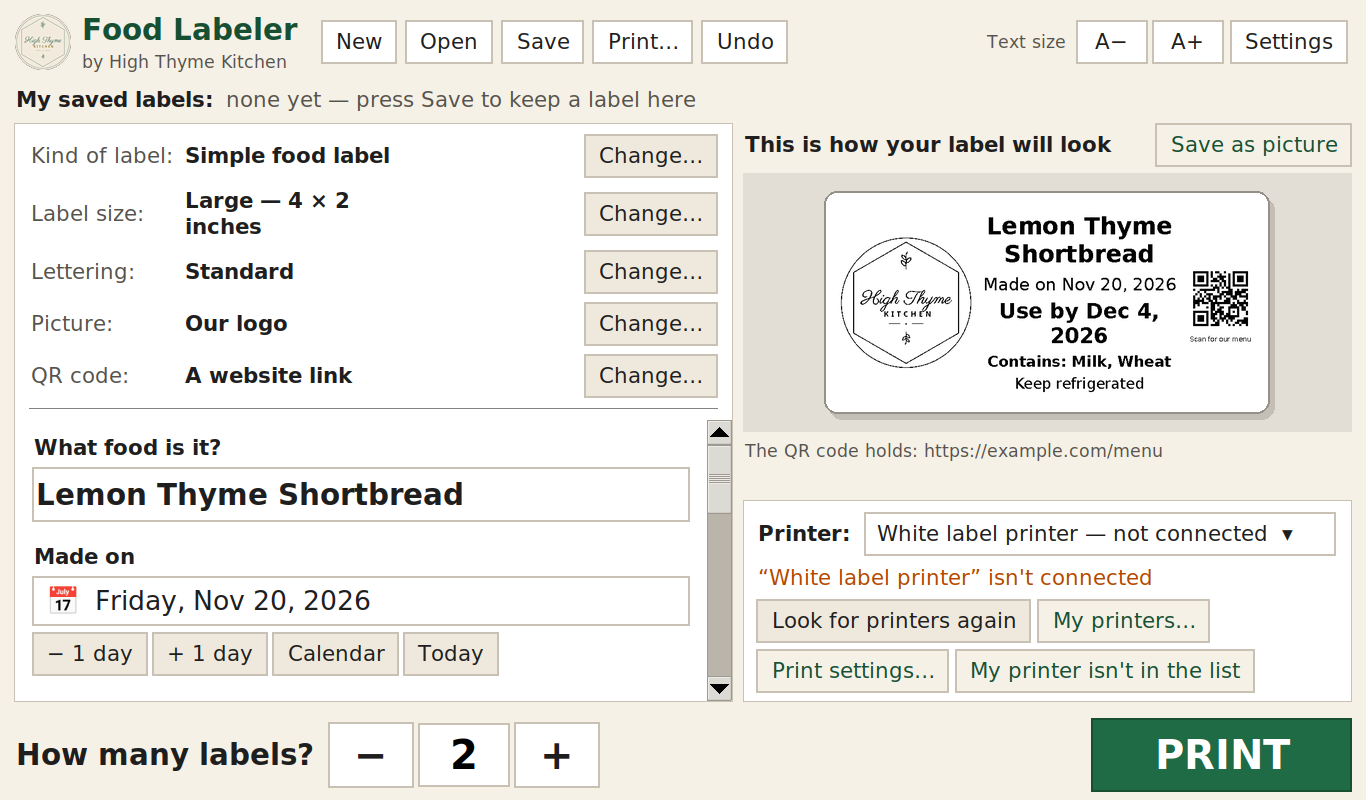 Food Labeler
by High Thyme Kitchen
New
Open
Save
Print...
Undo
Text size
A−
A+
Settings
My saved labels: none yet — press Save to keep a label here
Kind of label: Simple food label
Change...
Label size: Large — 4 × 2
inches
Change...
Lettering: Standard
Change...
Picture: Our logo
Change...
QR code: A website link
Change...
What food is it?
Lemon Thyme Shortbread
Made on
Friday, Nov 20, 2026
− 1 day
+ 1 day
Calendar
Today
This is how your label will look
Save as picture
High Thyme
KITCHEN
Lemon Thyme
Shortbread
Made on Nov 20, 2026
Use by Dec 4,
2026
Contains: Milk, Wheat
Keep refrigerated
Scan for our menu
The QR code holds: https://example.com/menu
Printer: White label printer — not connected ▾
“White label printer” isn't connected
Look for printers again
My printers...
Print settings...
My printer isn't in the list
How many labels?
−
2
+
PRINT